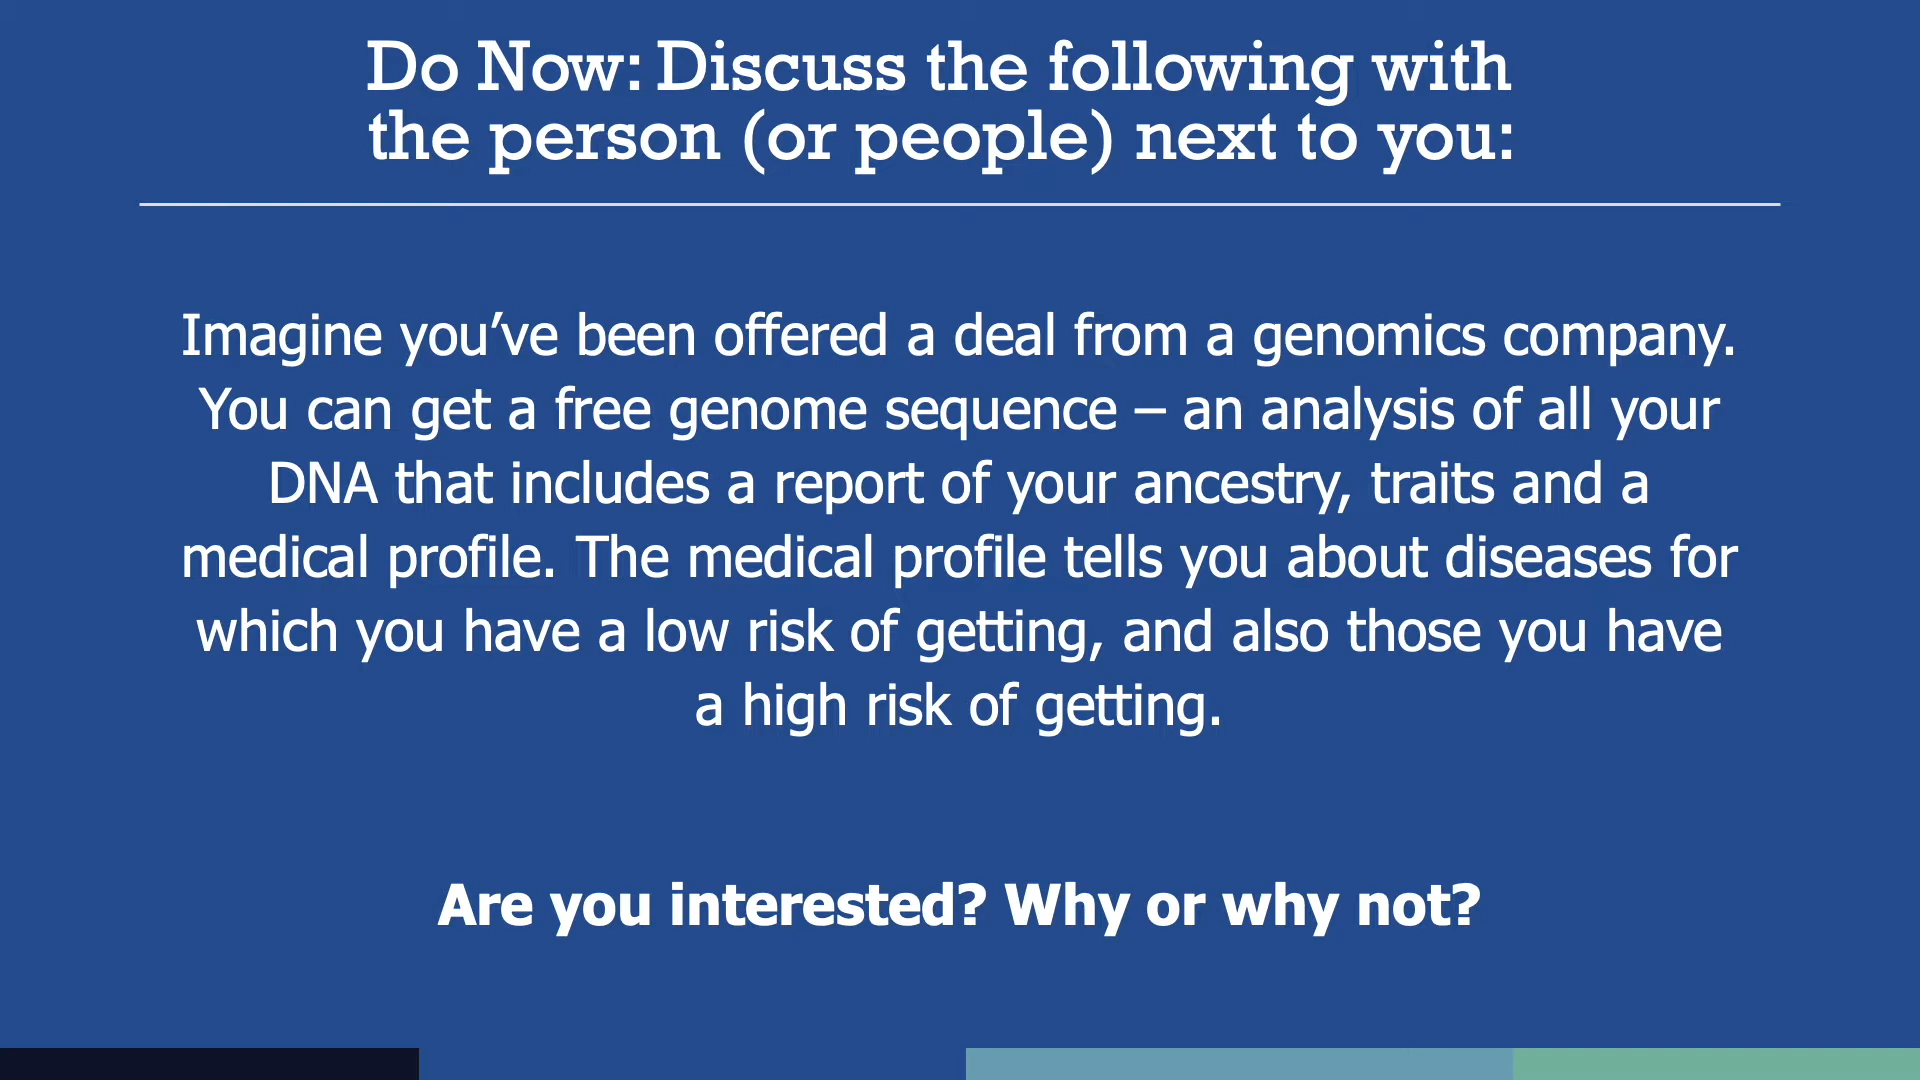 Do Now: Discuss the following with
the person (or people) next to you:
Imagine you’ve been offered a deal from a genomics company.
You can get a free genome sequence – an analysis of all your
DNA that includes a report of your ancestry, traits and a
medical profile. The medical profile tells you about diseases for
which you have a low risk of getting, and also those you have
a high risk of getting.
Are you interested? Why or why not?